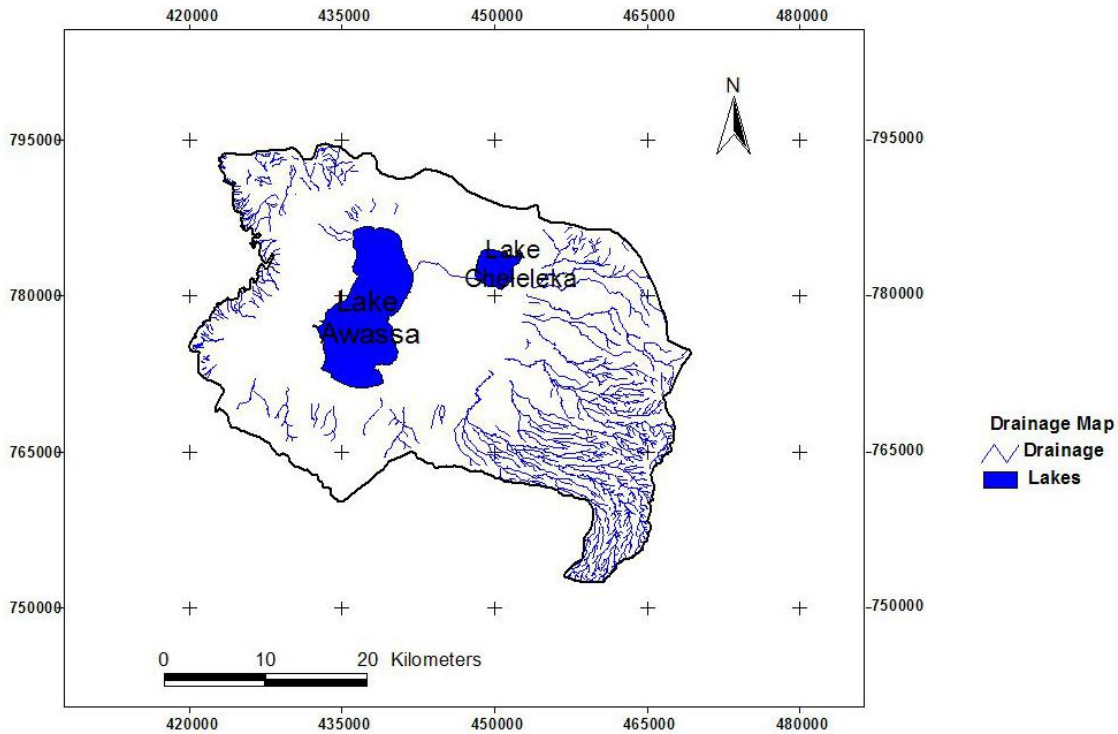 420000 435000 450000 465000 480000
N
795000 795000
Lake
Cheleleka
780000 780000
Lake
Awassa
Drainage Map
Drainage
Lakes
765000 765000
750000 750000
0 10 20 Kilometers
420000 435000 450000 465000 480000